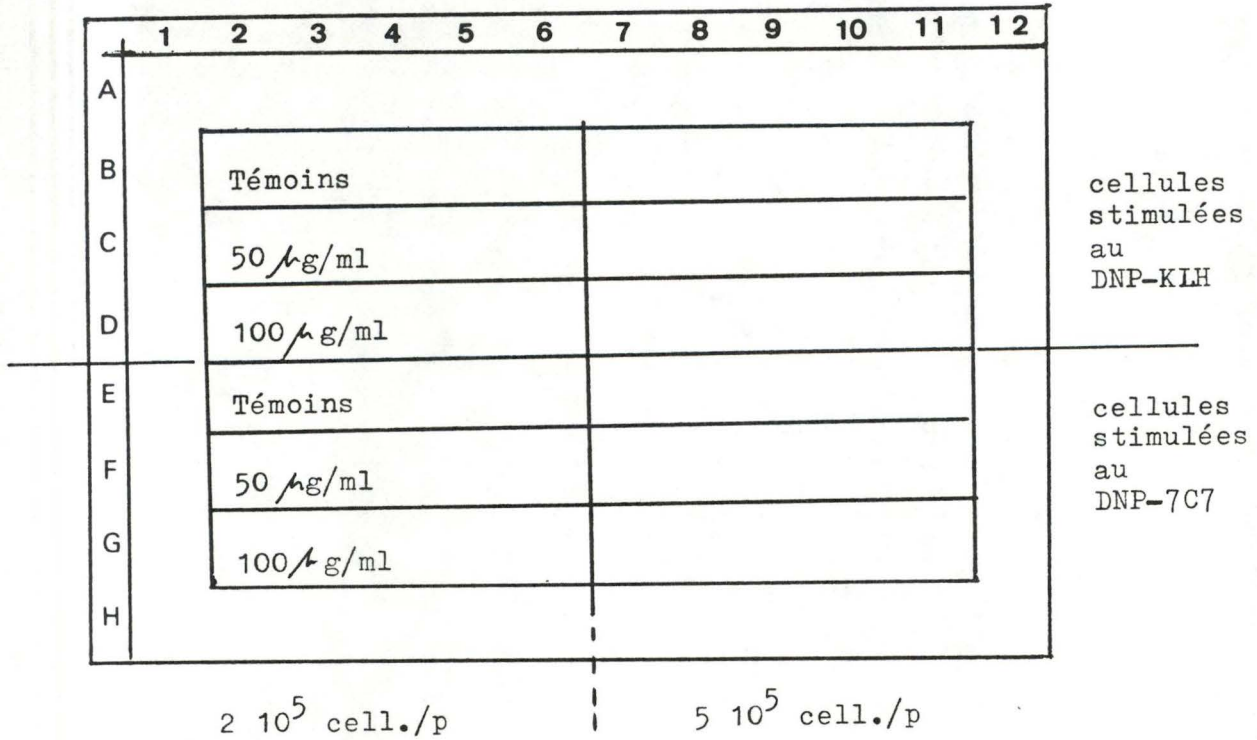 1 2 3 4 5 6 7 8 9 10 11 12
A
B
Témoins
C
50 µg/ml
D
100 µg/ml
cellules
stimulées
au
DNP-KLH
E
Témoins
F
50 µg/ml
G
100 µg/ml
H
cellules
stimulées
au
DNP-7C7
2 10⁵ cell./p
5 10⁵ cell./p